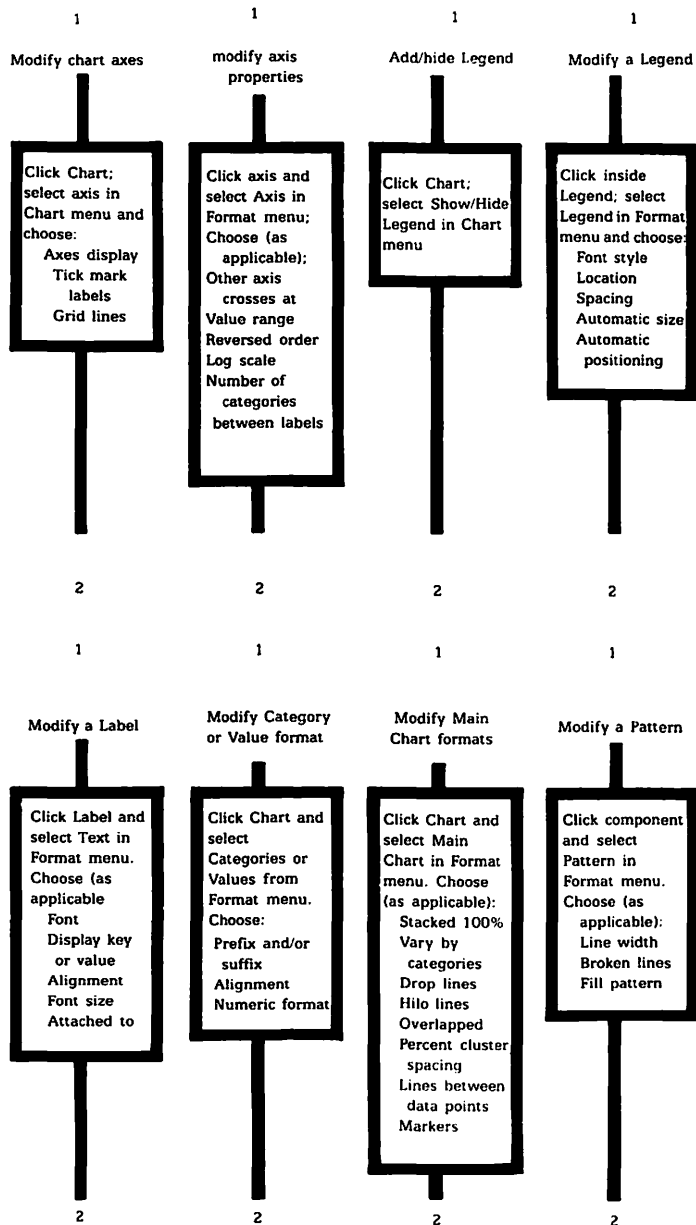 1
Modify chart axes
Click Chart;
select axis in
Chart menu and
choose:
Axes display
Tick mark
labels
Grid lines
2
1
modify axis
properties
Click axis and
select Axis in
Format menu;
Choose (as
applicable);
Other axis
crosses at
Value range
Reversed order
Log scale
Number of
categories
between labels
2
1
Add/hide Legend
Click Chart;
select Show/Hide
Legend in Chart
menu
2
1
Modify a Legend
Click inside
Legend; select
Legend in Format
menu and choose:
Font style
Location
Spacing
Automatic size
Automatic
positioning
2
1
Modify a Label
Click Label and
select Text in
Format menu.
Choose (as
applicable
Font
Display key
or value
Alignment
Font size
Attached to
2
1
Modify Category
or Value format
Click Chart and
select
Categories or
Values from
Format menu.
Choose:
Prefix and/or
suffix
Alignment
Numeric format
2
1
Modify Main
Chart formats
Click Chart and
select Main
Chart in Format
menu. Choose
(as applicable):
Stacked 100%
Vary by
categories
Drop lines
Hilo lines
Overlapped
Percent cluster
spacing
Lines between
data points
Markers
2
1
Modify a Pattern
Click component
and select
Pattern in
Format menu.
Choose (as
applicable):
Line width
Broken lines
Fill pattern
2